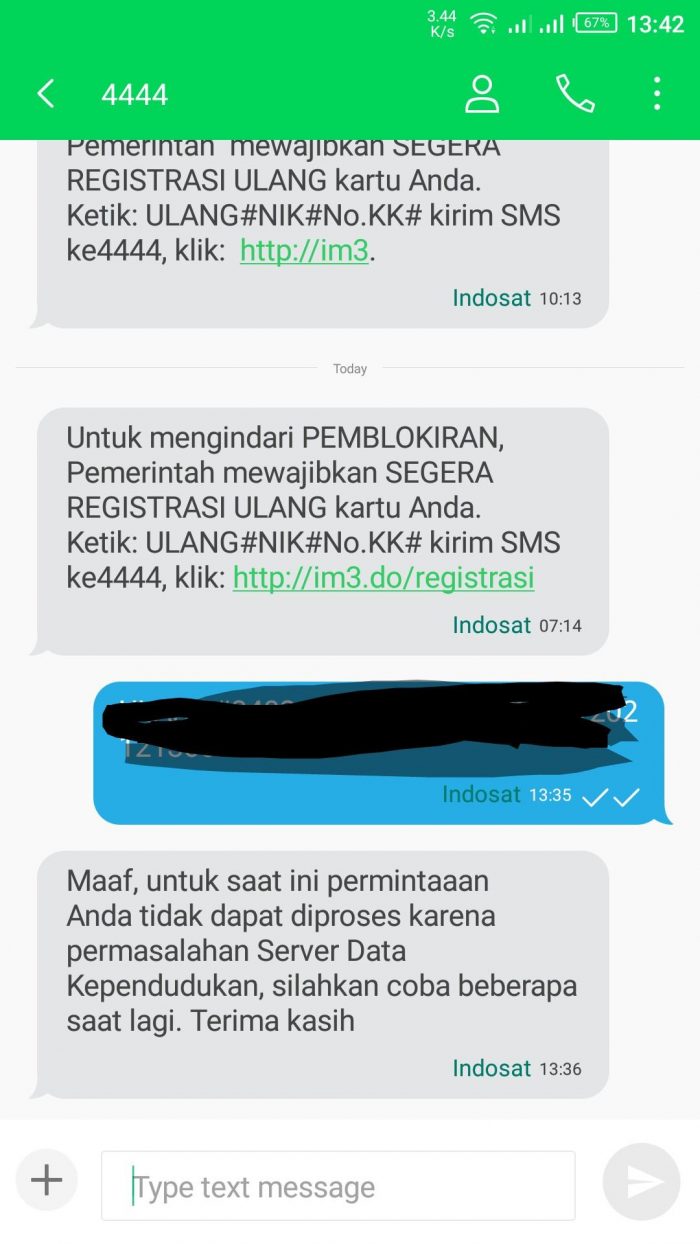 3.44
K/s
67%
13:42
4444
Pemerintah mewajibkan SEGERA
REGISTRASI ULANG kartu Anda.
Ketik: ULANG#NIK#No.KK# kirim SMS
ke4444, klik: http://im3.
Indosat 10:13
Today
Untuk mengindari PEMBLOKIRAN,
Pemerintah mewajibkan SEGERA
REGISTRASI ULANG kartu Anda.
Ketik: ULANG#NIK#No.KK# kirim SMS
ke4444, klik: http://im3.do/registrasi
Indosat 07:14
Indosat 13:35
Maaf, untuk saat ini permintaaan
Anda tidak dapat diproses karena
permasalahan Server Data
Kependudukan, silahkan coba beberapa
saat lagi. Terima kasih
Indosat 13:36
Type text message